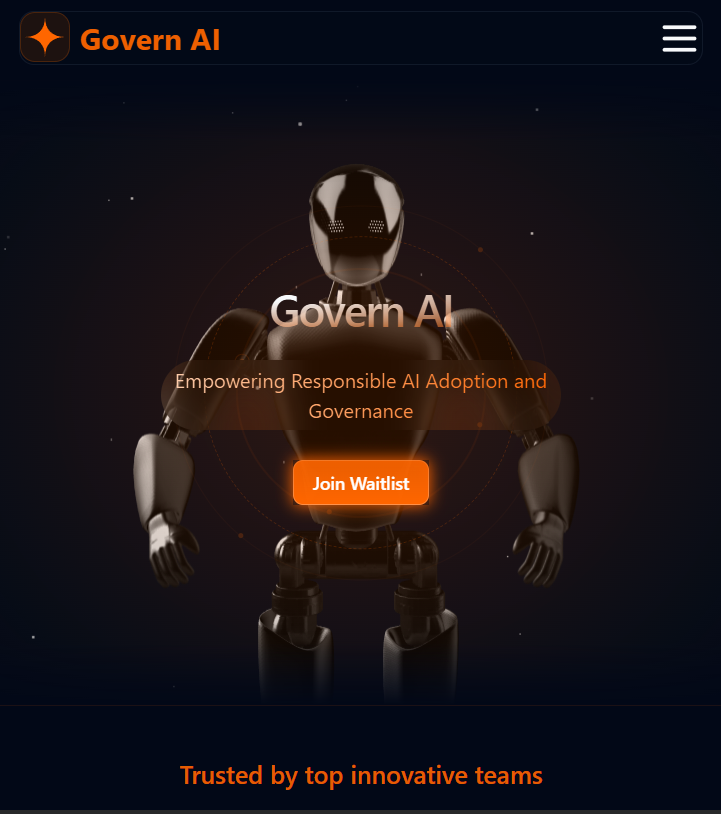 Govern AI
Govern AI
Empowering Responsible AI Adoption and
Governance
Join Waitlist
Trusted by top innovative teams